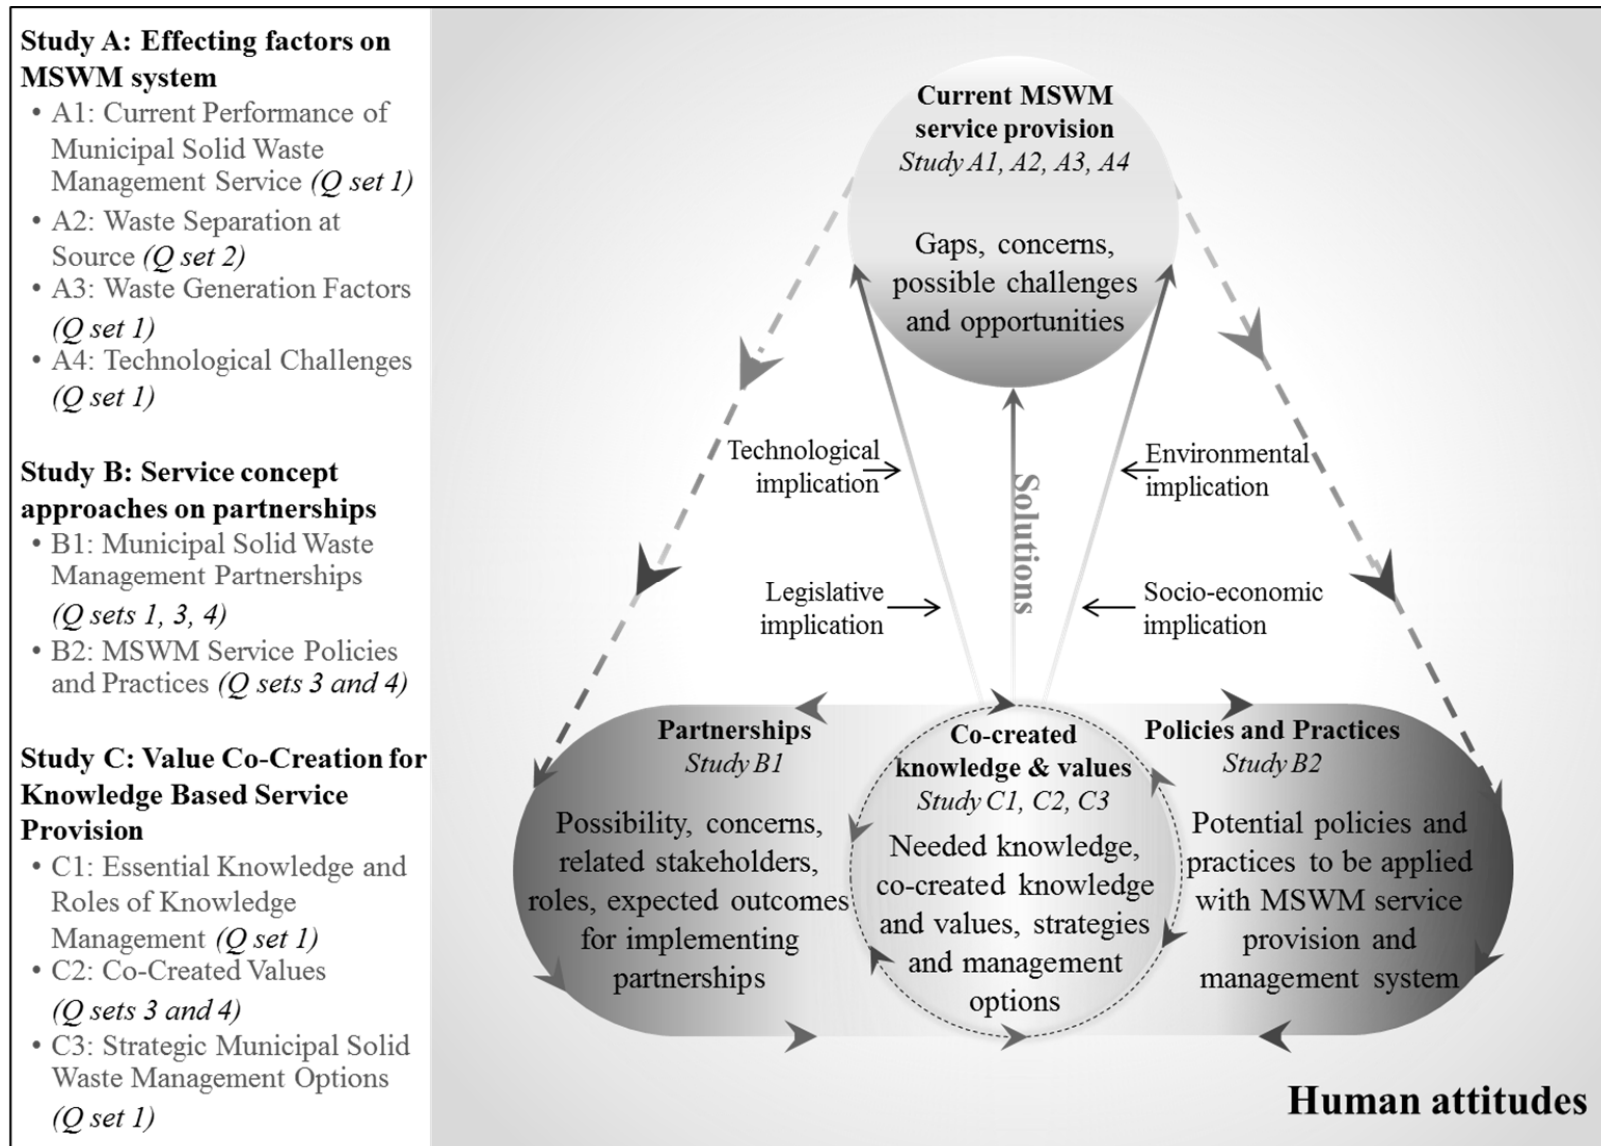 Study A: Effecting factors on
MSWM system
• A1: Current Performance of
Municipal Solid Waste
Management Service (Q set 1)
• A2: Waste Separation at
Source (Q set 2)
• A3: Waste Generation Factors
(Q set 1)
• A4: Technological Challenges
(Q set 1)
Study B: Service concept
approaches on partnerships
• B1: Municipal Solid Waste
Management Partnerships
(Q sets 1, 3, 4)
• B2: MSWM Service Policies
and Practices (Q sets 3 and 4)
Study C: Value Co-Creation for
Knowledge Based Service
Provision
• C1: Essential Knowledge and
Roles of Knowledge
Management (Q set 1)
• C2: Co-Created Values
(Q sets 3 and 4)
• C3: Strategic Municipal Solid
Waste Management Options
(Q set 1)
Current MSWM
service provision
Study A1, A2, A3, A4
Gaps, concerns,
possible challenges
and opportunities
Technological
implication
Environmental
implication
Solutions
Legislative
implication
Socio-economic
implication
Partnerships
Study B1
Possibility, concerns,
related stakeholders,
roles, expected outcomes
for implementing
partnerships
Co-created
knowledge & values
Study C1, C2, C3
Needed knowledge,
co-created knowledge
and values, strategies
and management
options
Policies and Practices
Study B2
Potential policies and
practices to be applied
with MSWM service
provision and
management system
Human attitudes